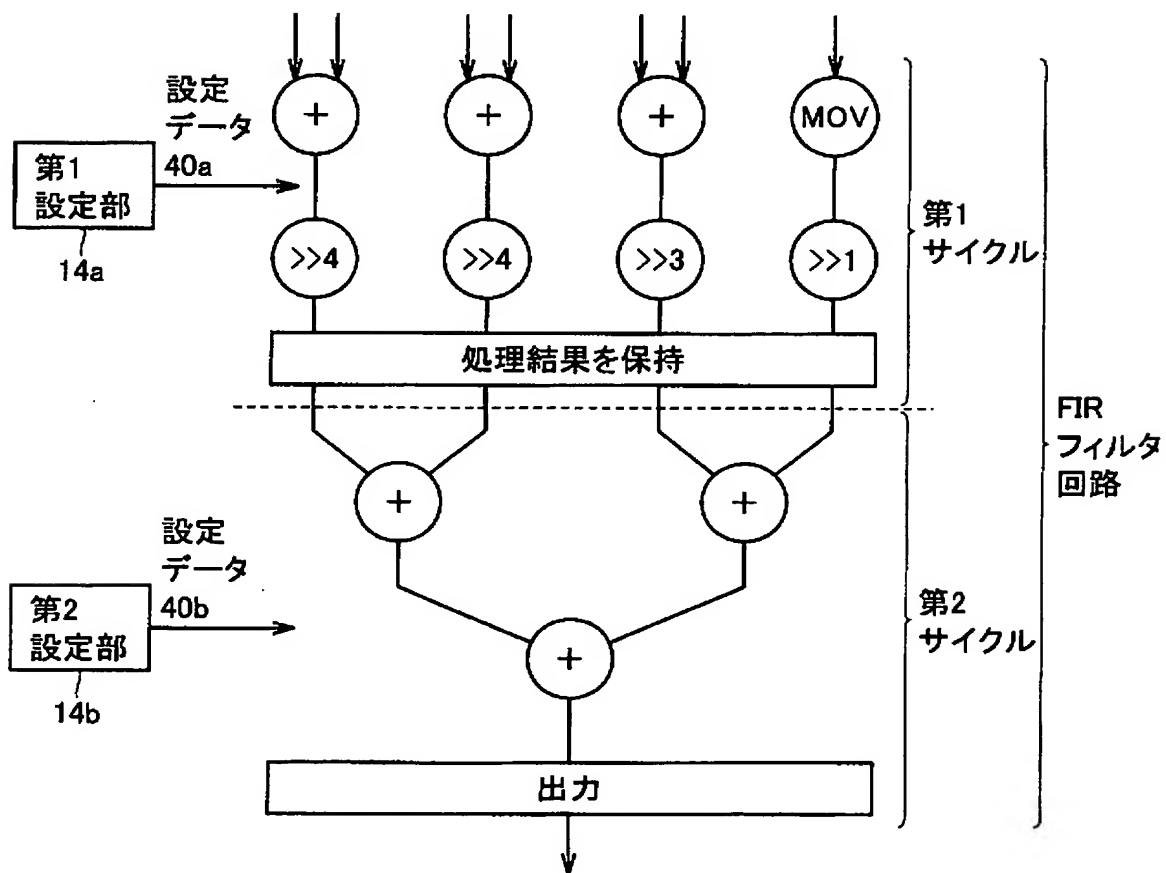 +
+
+
MOV
設定
データ
40a
第1
設定部
14a
>>4
>>4
>>3
>>1
第1
サイクル
処理結果を保持
FIR
フィルタ
回路
+
+
設定
データ
40b
第2
設定部
14b
第2
サイクル
+
出力